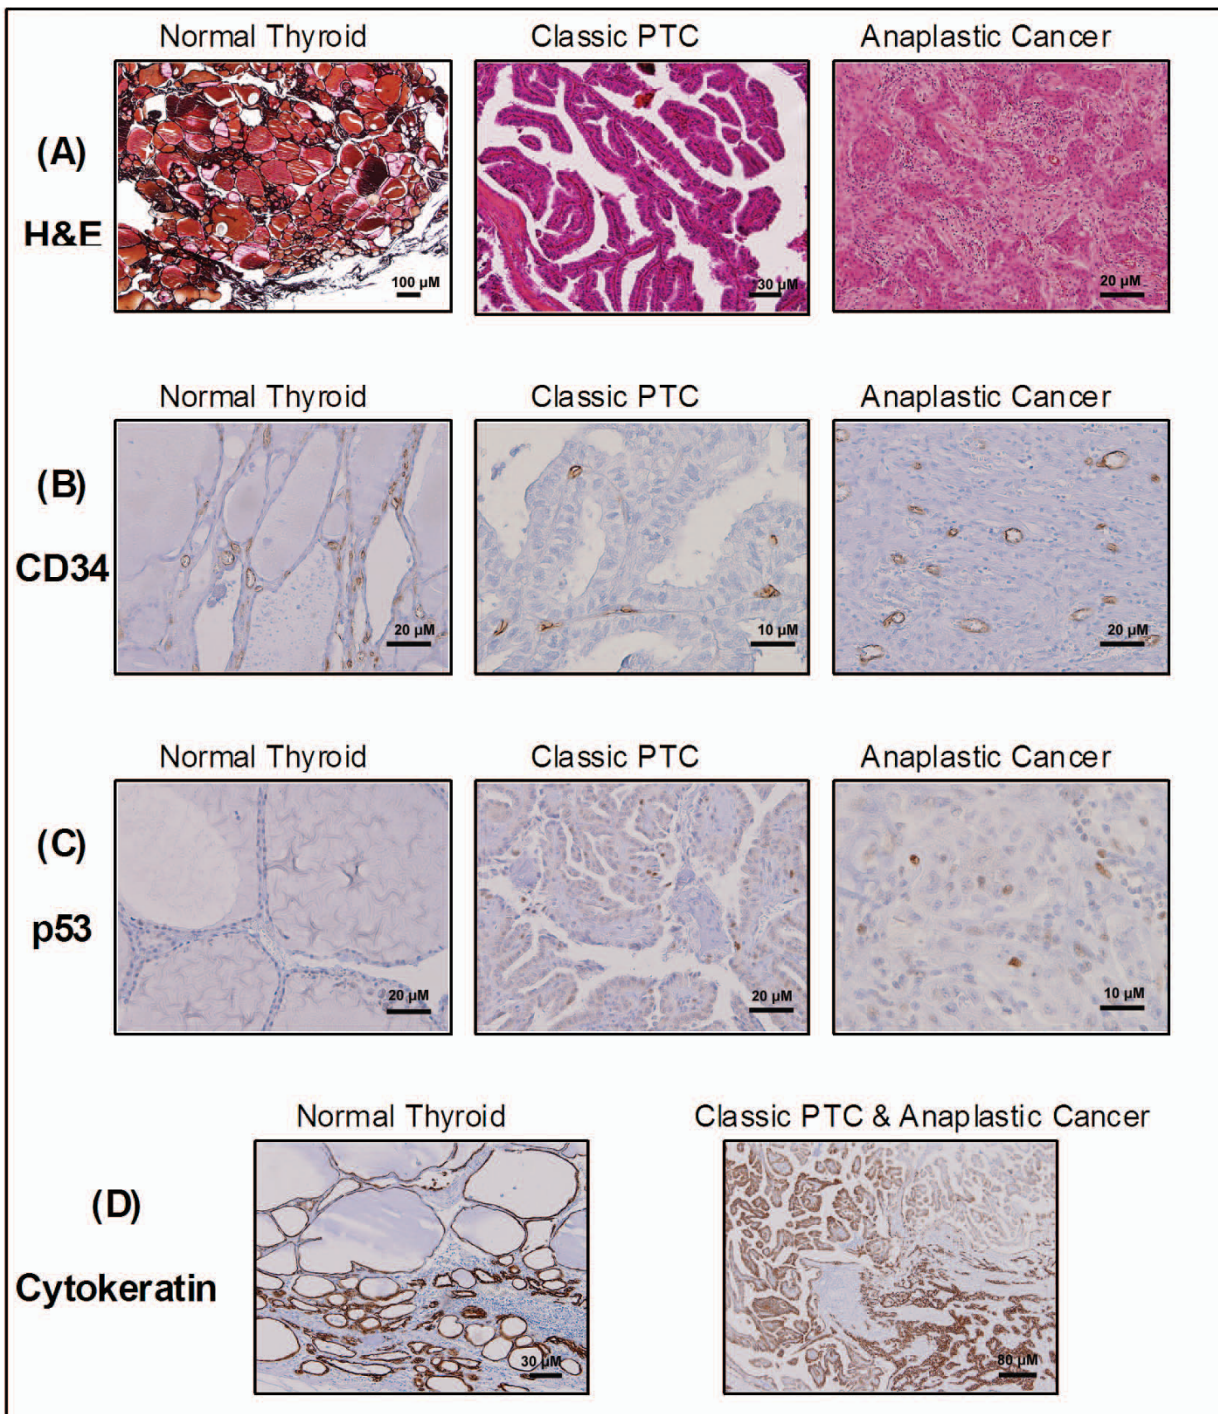 Normal Thyroid Classic PTC Anaplastic Cancer
(A)
H&E
100 µM 30 µM 20 µM
Normal Thyroid Classic PTC Anaplastic Cancer
(B)
CD34
20 µM 10 µM 20 µM
Normal Thyroid Classic PTC Anaplastic Cancer
(C)
p53
20 µM 20 µM 10 µM
Normal Thyroid Classic PTC & Anaplastic Cancer
(D)
Cytokeratin
30 µM 80 µM